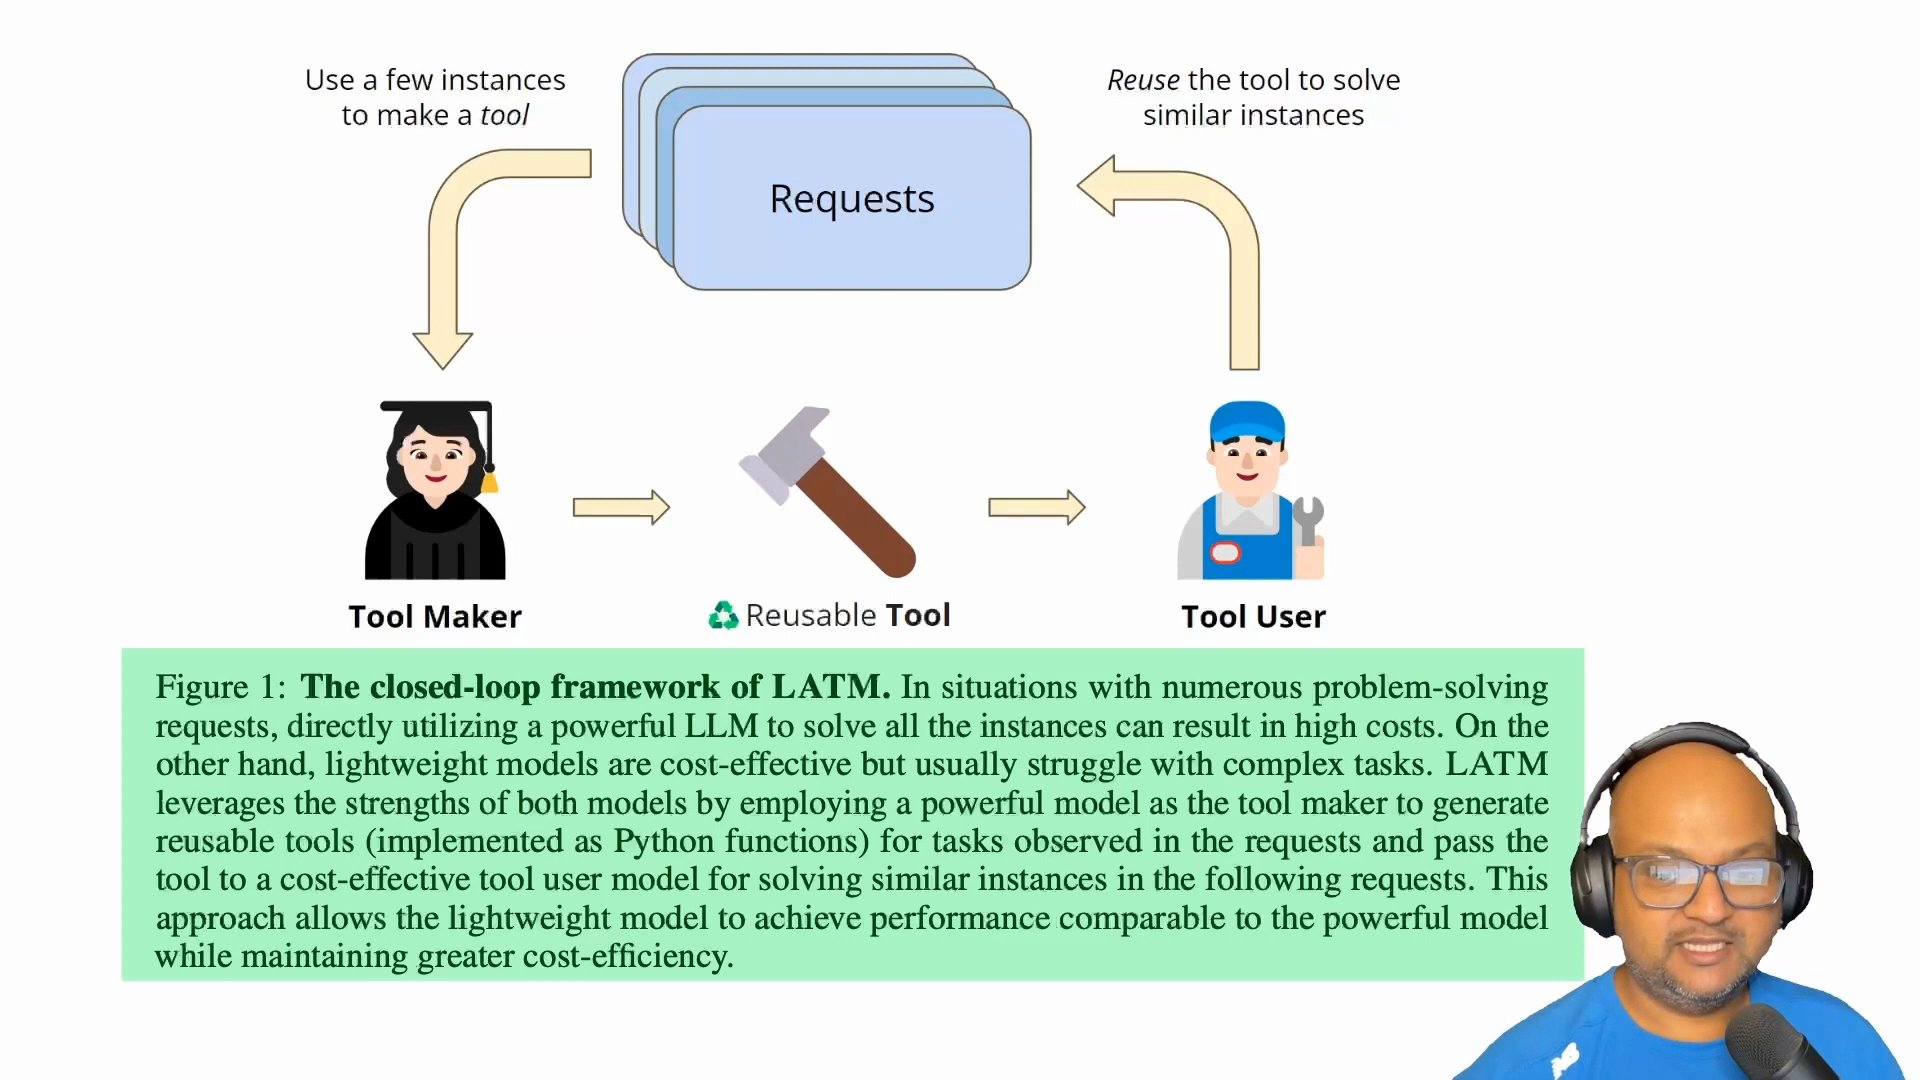 Use a few instances
to make a tool
Requests
Reuse the tool to solve
similar instances
Tool Maker
Reusable Tool
Tool User
Figure 1: The closed-loop framework of LATM. In situations with numerous problem-solving
requests, directly utilizing a powerful LLM to solve all the instances can result in high costs. On the
other hand, lightweight models are cost-effective but usually struggle with complex tasks. LATM
leverages the strengths of both models by employing a powerful model as the tool maker to generate
reusable tools (implemented as Python functions) for tasks observed in the requests and pass the
tool to a cost-effective tool user model for solving similar instances in the following requests. This
approach allows the lightweight model to achieve performance comparable to the powerful model
while maintaining greater cost-efficiency.